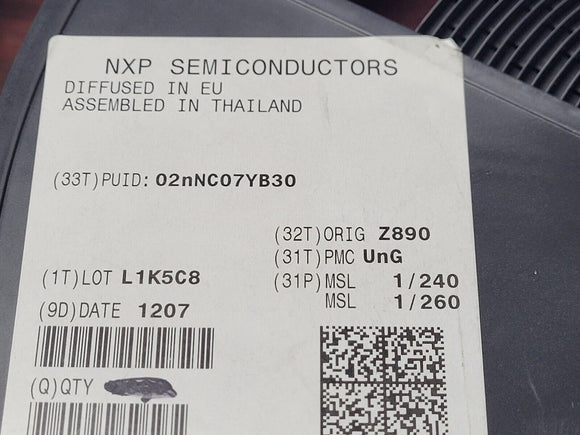 NXP SEMICONDUCTORS
DIFFUSED IN EU
ASSEMBLED IN THAILAND
(33T)PUID: 02nNC07YB30
(32T)ORIG Z890
(31T)PMC UnG
(1T)LOT L1K5C8
(31P)MSL 1/240
MSL 1/260
(9D)DATE 1207
(Q)QTY